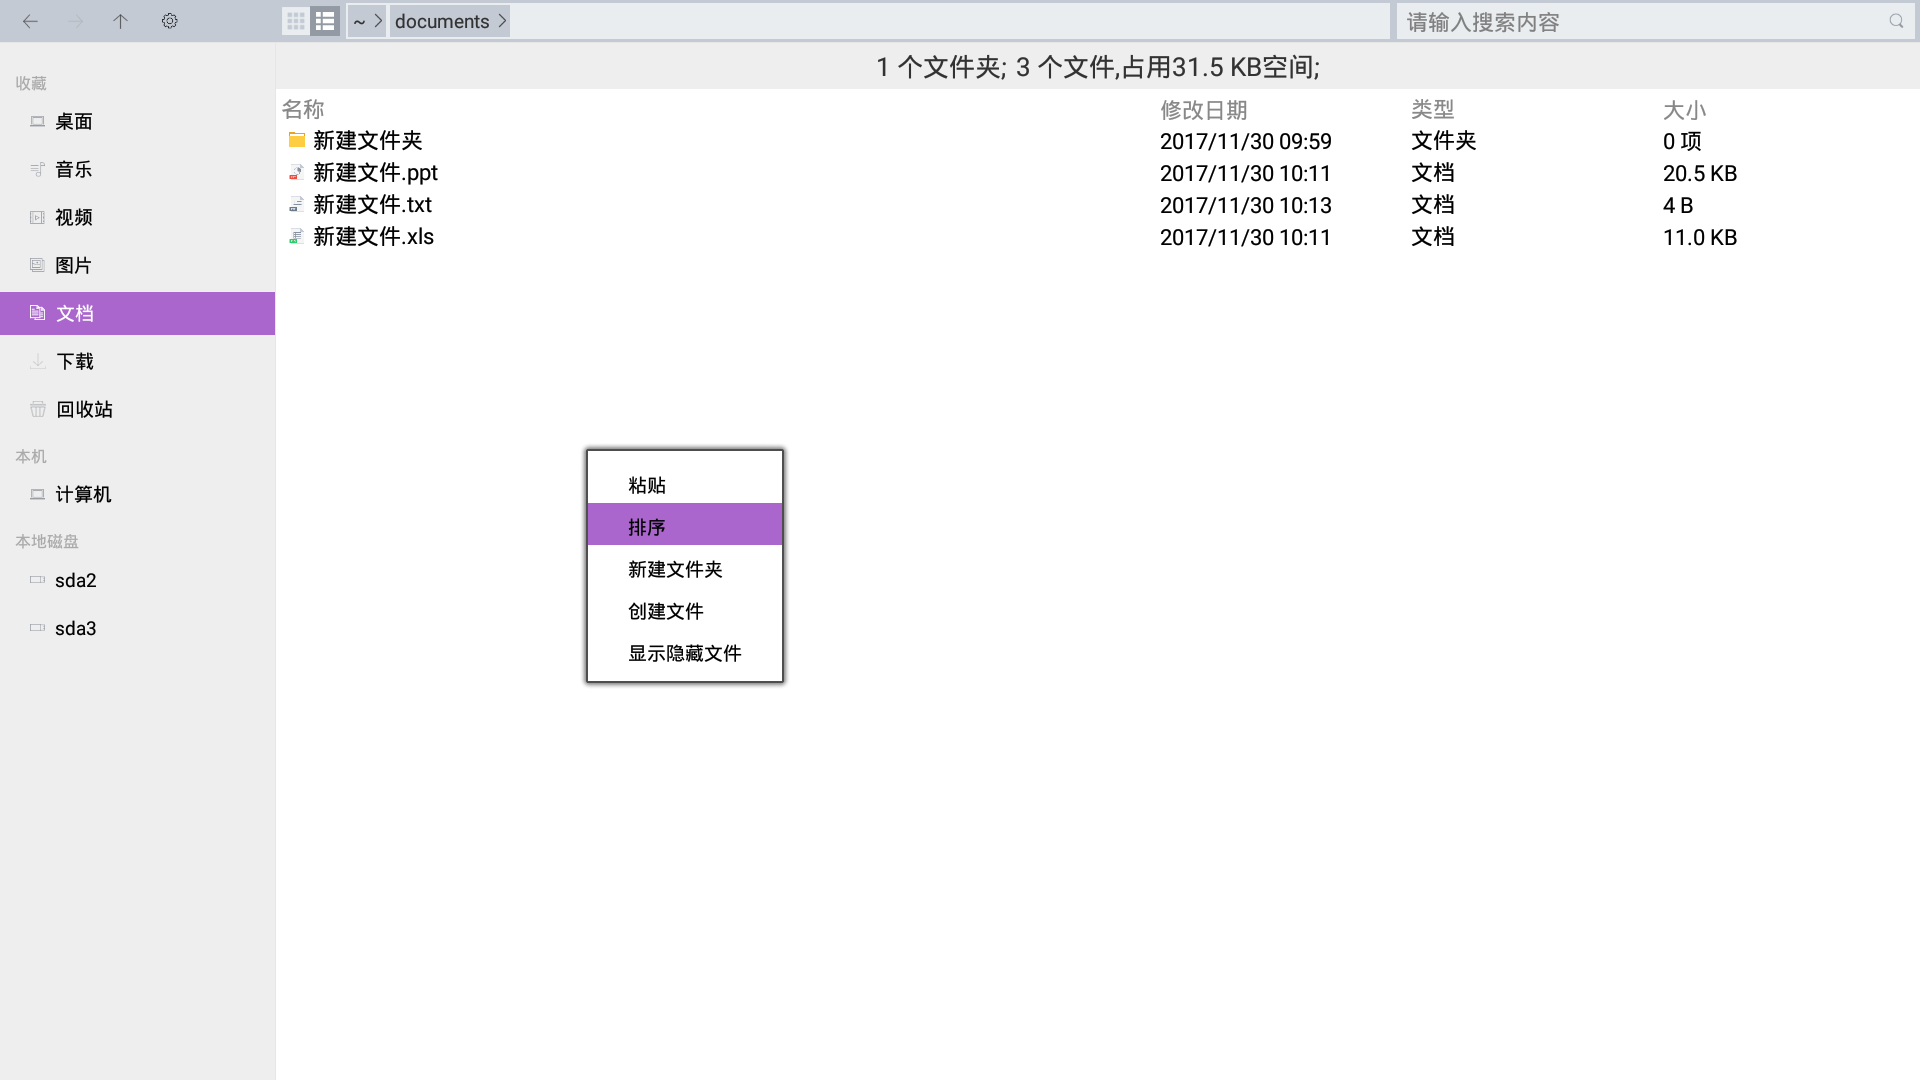 ~
documents
请输入搜索内容
1 个文件夹; 3 个文件,占用31.5 KB空间;
收藏
桌面
音乐
视频
图片
文档
下载
回收站
本机
计算机
本地磁盘
sda2
sda3
名称 修改日期 类型 大小
新建文件夹 2017/11/30 09:59 文件夹 0 项
新建文件.ppt 2017/11/30 10:11 文档 20.5 KB
新建文件.txt 2017/11/30 10:13 文档 4 B
新建文件.xls 2017/11/30 10:11 文档 11.0 KB
粘贴
排序
新建文件夹
创建文件
显示隐藏文件